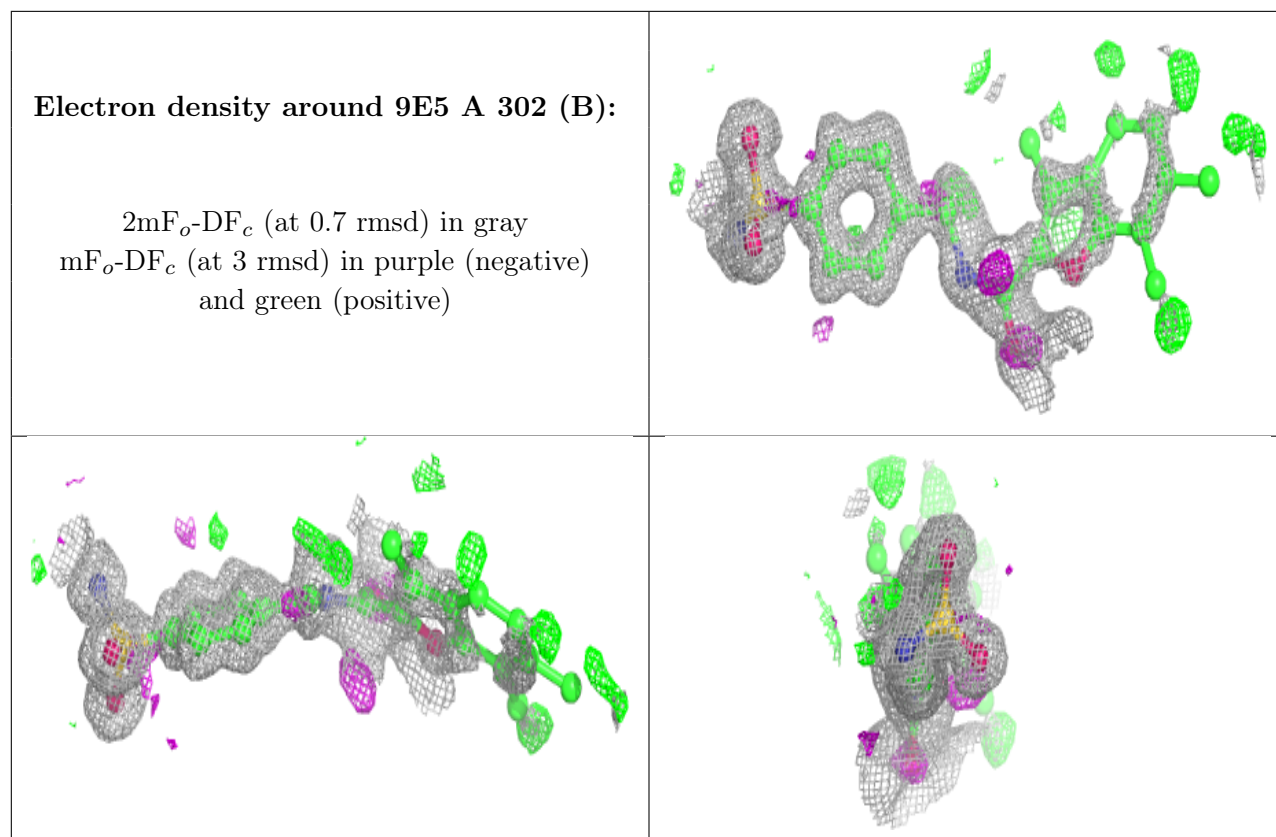 Electron density around 9E5 A 302 (B):
2mFo-DFc (at 0.7 rmsd) in gray
mFo-DFc (at 3 rmsd) in purple (negative)
and green (positive)